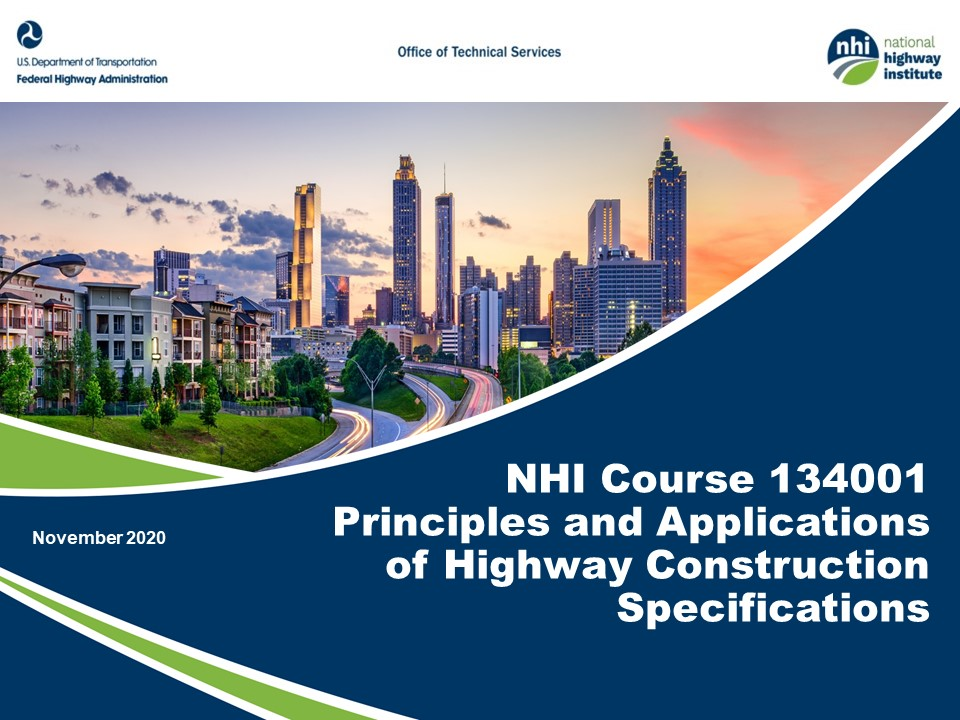 U.S. Department of Transportation
Federal Highway Administration
Office of Technical Services
nhi national
highway
institute
NHI Course 134001
Principles and Applications
of Highway Construction
Specifications
November 2020